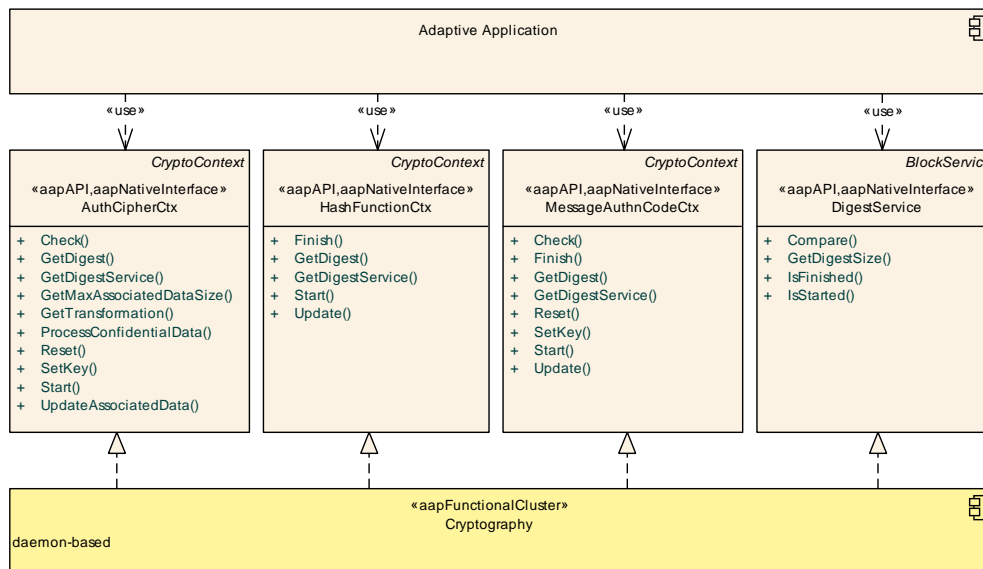 Adaptive Application
«use» «use» «use» «use»
CryptoContext
«aapAPI,aapNativeInterface»
AuthCipherCtx
+ Check()
+ GetDigest()
+ GetDigestService()
+ GetMaxAssociatedDataSize()
+ GetTransformation()
+ ProcessConfidentialData()
+ Reset()
+ SetKey()
+ Start()
+ UpdateAssociatedData()
CryptoContext
«aapAPI,aapNativeInterface»
HashFunctionCtx
+ Finish()
+ GetDigest()
+ GetDigestService()
+ Start()
+ Update()
CryptoContext
«aapAPI,aapNativeInterface»
MessageAuthnCodeCtx
+ Check()
+ Finish()
+ GetDigest()
+ GetDigestService()
+ Reset()
+ SetKey()
+ Start()
+ Update()
BlockServic
«aapAPI,aapNativeInterface»
DigestService
+ Compare()
+ GetDigestSize()
+ IsFinished()
+ IsStarted()
«aapFunctionalCluster»
Cryptography
daemon-based